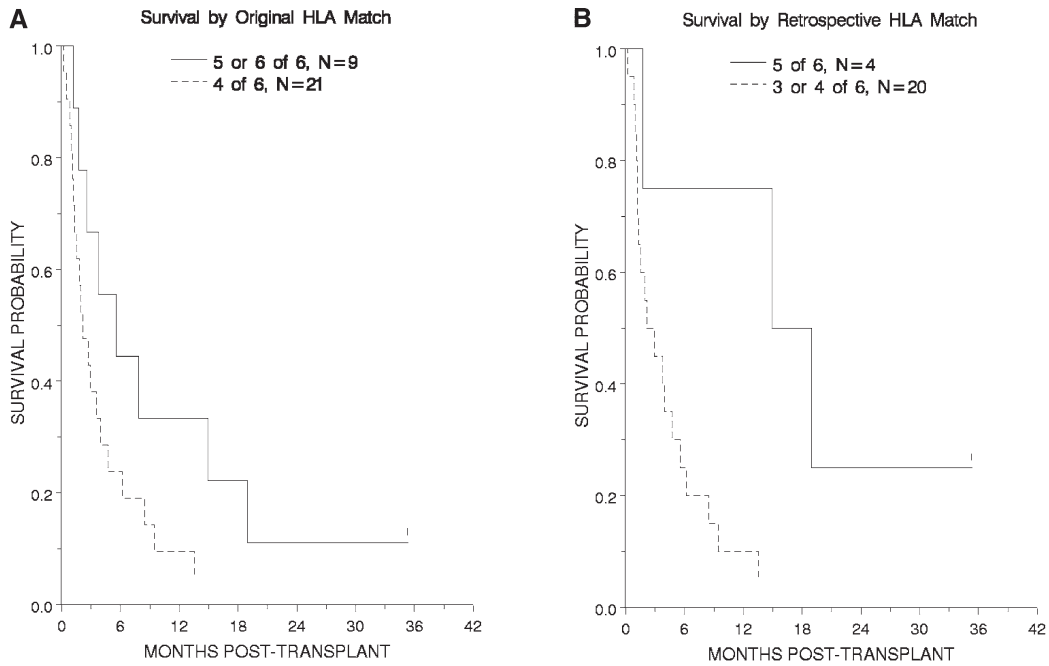 A
Survival by Original HLA Match
5 or 6 of 6, N=9
4 of 6, N=21
SURVIVAL PROBABILITY
1.0
0.8
0.6
0.4
0.2
0.0
0 6 12 18 24 30 36 42
MONTHS POST-TRANSPLANT
B
Survival by Retrospective HLA Match
5 of 6, N=4
3 or 4 of 6, N=20
SURVIVAL PROBABILITY
1.0
0.8
0.6
0.4
0.2
0.0
0 6 12 18 24 30 36 42
MONTHS POST-TRANSPLANT